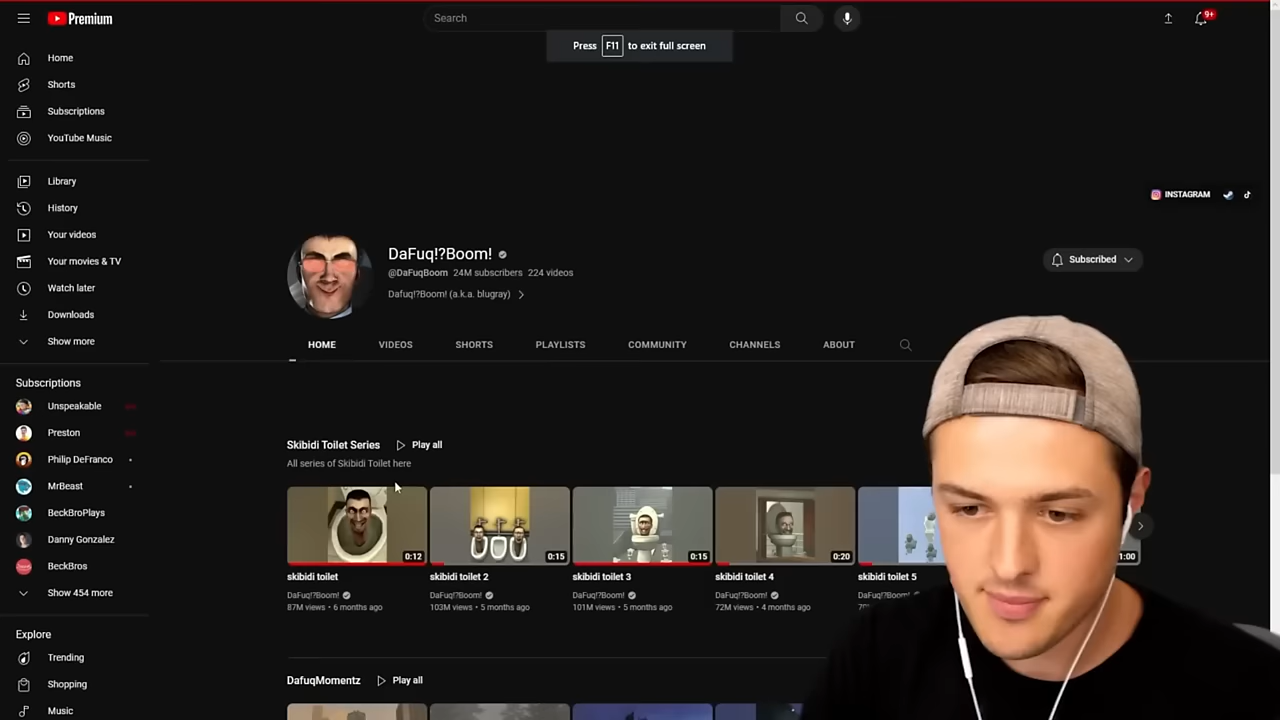 Premium
Search
9+
Press F11 to exit full screen
Home
Shorts
Subscriptions
YouTube Music
Library
History
Your videos
Your movies & TV
Watch later
Downloads
Show more
Subscriptions
Unspeakable
Preston
Philip DeFranco
MrBeast
BeckBroPlays
Danny Gonzalez
BeckBros
Show 454 more
Explore
Trending
Shopping
Music
INSTAGRAM
DaFuq!?Boom!
@DaFuqBoom 24M subscribers 224 videos
Dafuq!?Boom! (a.k.a. blugray)
Subscribed
HOME VIDEOS SHORTS PLAYLISTS COMMUNITY CHANNELS ABOUT
Skibidi Toilet Series Play all
All series of Skibidi Toilet here
0:12
skibidi toilet
DaFuq!?Boom!
87M views • 6 months ago
0:15
skibidi toilet 2
DaFuq!?Boom!
103M views • 5 months ago
0:15
skibidi toilet 3
DaFuq!?Boom!
101M views • 5 months ago
0:20
skibidi toilet 4
DaFuq!?Boom!
72M views • 4 months ago
skibidi toilet 5
DaFuq!?Boom!
1:00
DafuqMomentz Play all